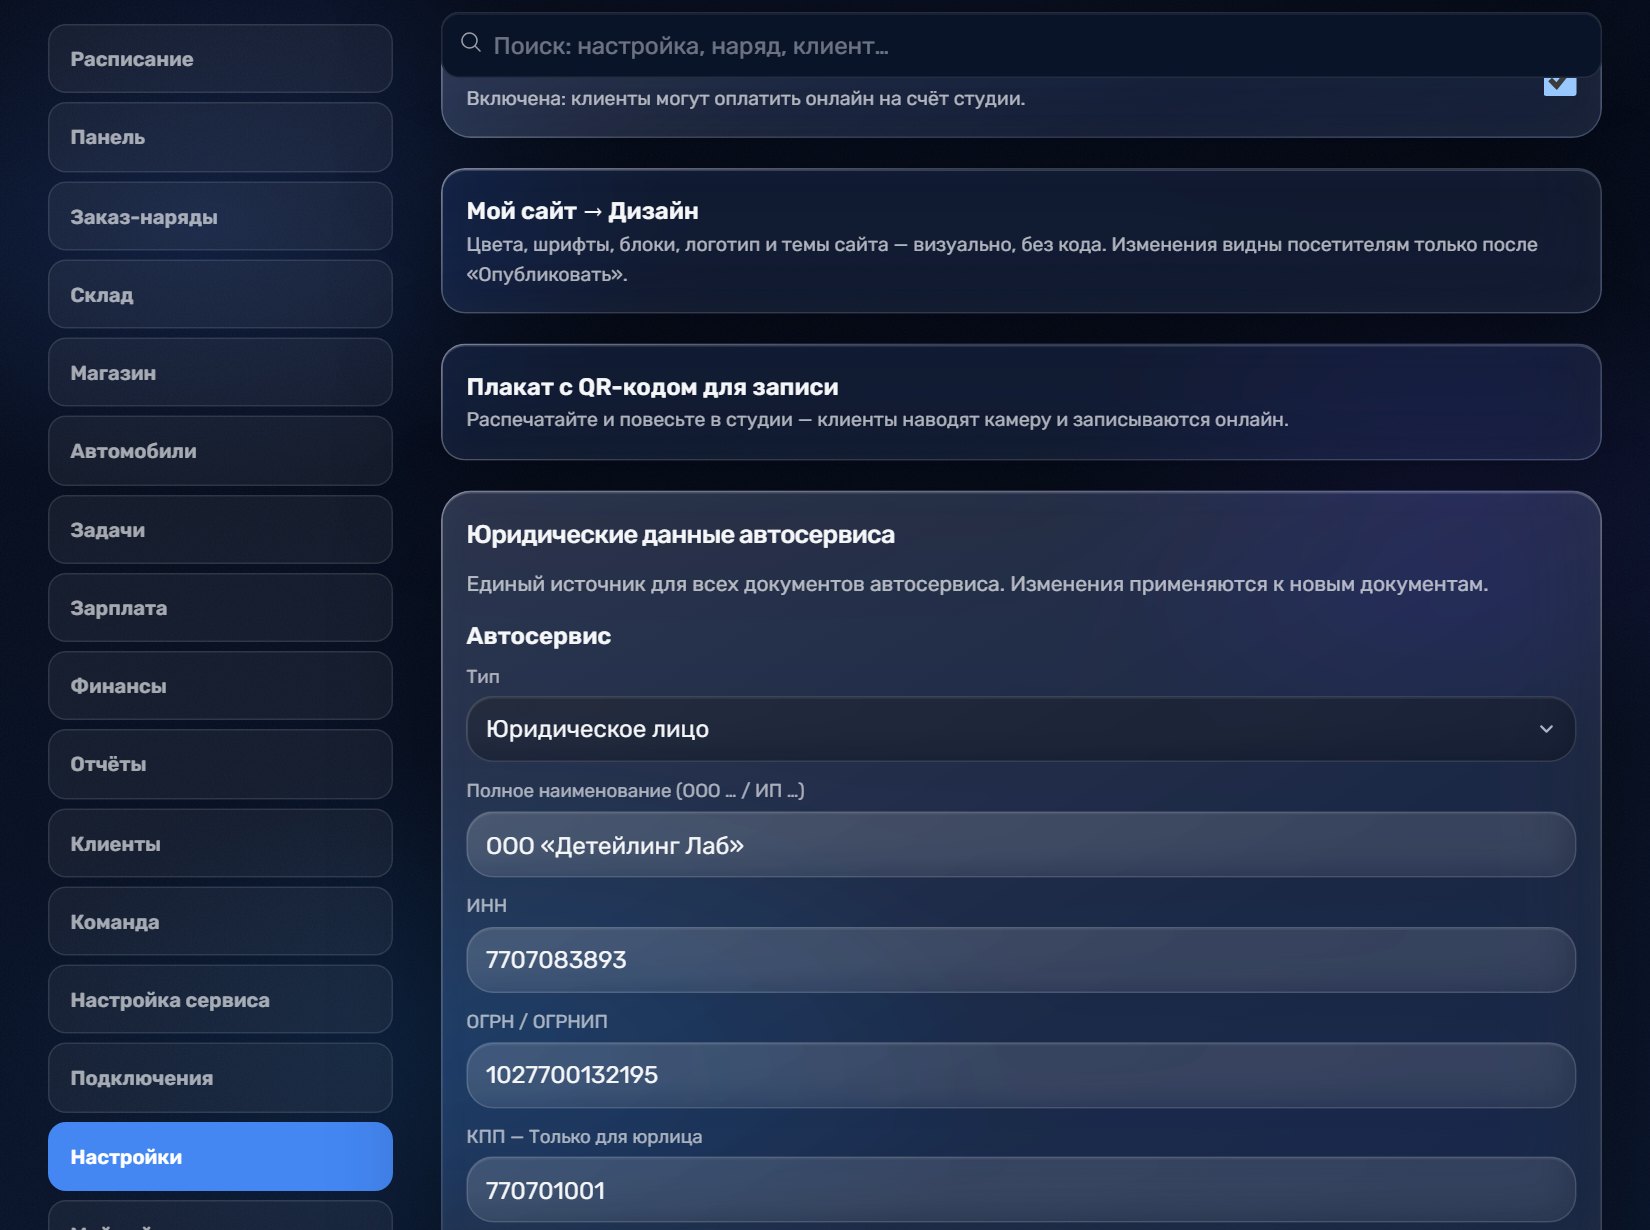 Расписание
Панель
Заказ-наряды
Склад
Магазин
Автомобили
Задачи
Зарплата
Финансы
Отчёты
Клиенты
Команда
Настройка сервиса
Подключения
Настройки
Поиск: настройка, наряд, клиент…
Включена: клиенты могут оплатить онлайн на счёт студии.
Мой сайт → Дизайн
Цвета, шрифты, блоки, логотип и темы сайта — визуально, без кода. Изменения видны посетителям только после
«Опубликовать».
Плакат с QR-кодом для записи
Распечатайте и повесьте в студии — клиенты наводят камеру и записываются онлайн.
Юридические данные автосервиса
Единый источник для всех документов автосервиса. Изменения применяются к новым документам.
Автосервис
Тип
Юридическое лицо
Полное наименование (ООО … / ИП …)
ООО «Детейлинг Лаб»
ИНН
7707083893
ОГРН / ОГРНИП
1027700132195
КПП — Только для юрлица
770701001